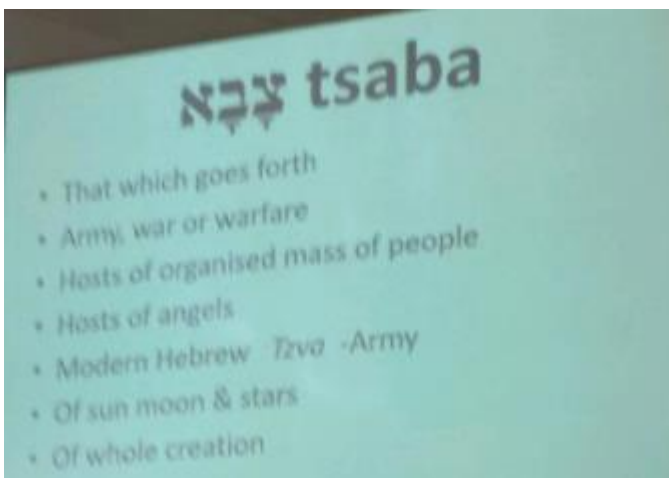 צָבָא tsaba
• That which goes forth
• Army, war or warfare
• Hosts of organised mass of people
• Hosts of angels
• Modern Hebrew Tzva -Army
• Of sun moon & stars
• Of whole creation